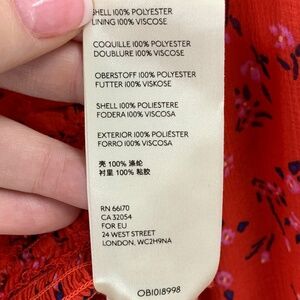 SHELL 100% POLYESTER
LINING 100% VISCOSE
COQUILLE 100% POLYESTER
DOUBLURE 100% VISCOSE
OBERSTOFF 100% POLYESTER
FUTTER 100% VISKOSE
SHELL 100% POLIESTERE
FODERA 100% VISCOSA
EXTERIOR 100% POLIÉSTER
FORRO 100% VISCOSA
壳 100% 涤纶
衬里 100% 粘胶
RN 66170
CA 32054
FOR EU
24 WEST STREET
LONDON, WC2H9NA
OB1018998